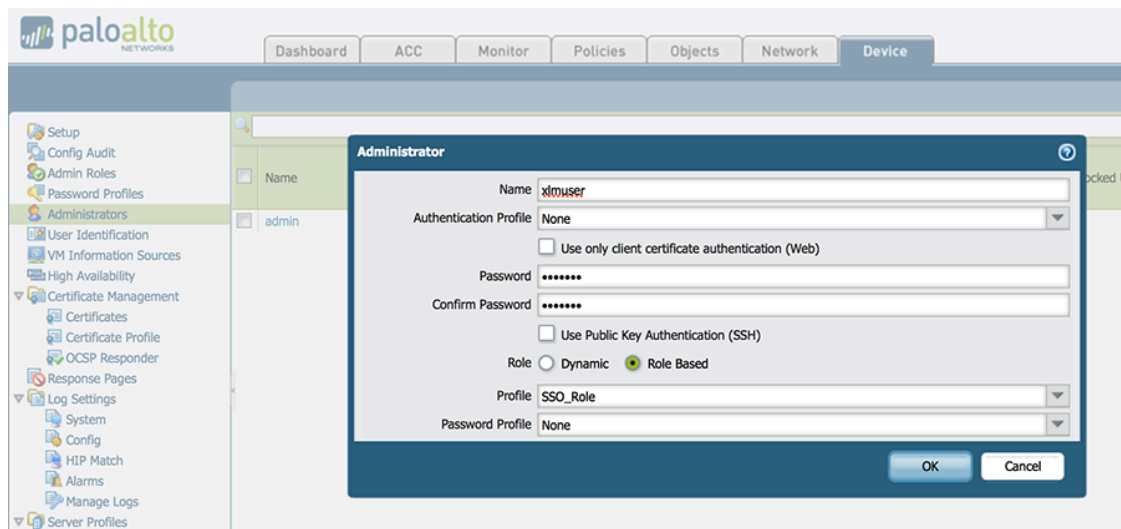 paloalto
NETWORKS
Dashboard ACC Monitor Policies Objects Network Device
Setup
Config Audit
Admin Roles
Password Profiles
Administrators
User Identification
VM Information Sources
High Availability
Certificate Management
Certificates
Certificate Profile
OCSP Responder
Response Pages
Log Settings
System
Config
HIP Match
Alarms
Manage Logs
Server Profiles
Name
admin
Administrator
Name xlmuser
Authentication Profile None
Use only client certificate authentication (Web)
Password •••••••
Confirm Password •••••••
Use Public Key Authentication (SSH)
Role Dynamic Role Based
Profile SSO_Role
Password Profile None
OK Cancel